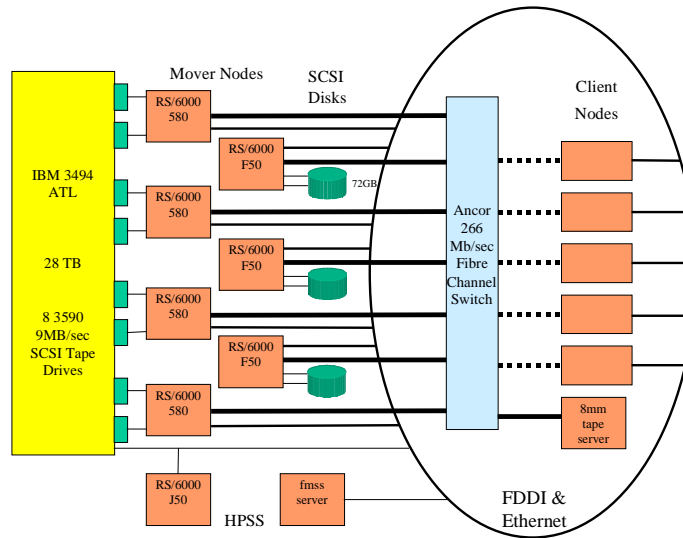 Mover Nodes
SCSI
Disks
Client
Nodes
IBM 3494
ATL
28 TB
8 3590
9MB/sec
SCSI Tape
Drives
RS/6000
580
RS/6000
F50
72GB
RS/6000
580
RS/6000
F50
RS/6000
580
RS/6000
F50
RS/6000
580
Ancor
266
Mb/sec
Fibre
Channel
Switch
8mm
tape
server
RS/6000
J50
HPSS
fmss
server
FDDI &
Ethernet